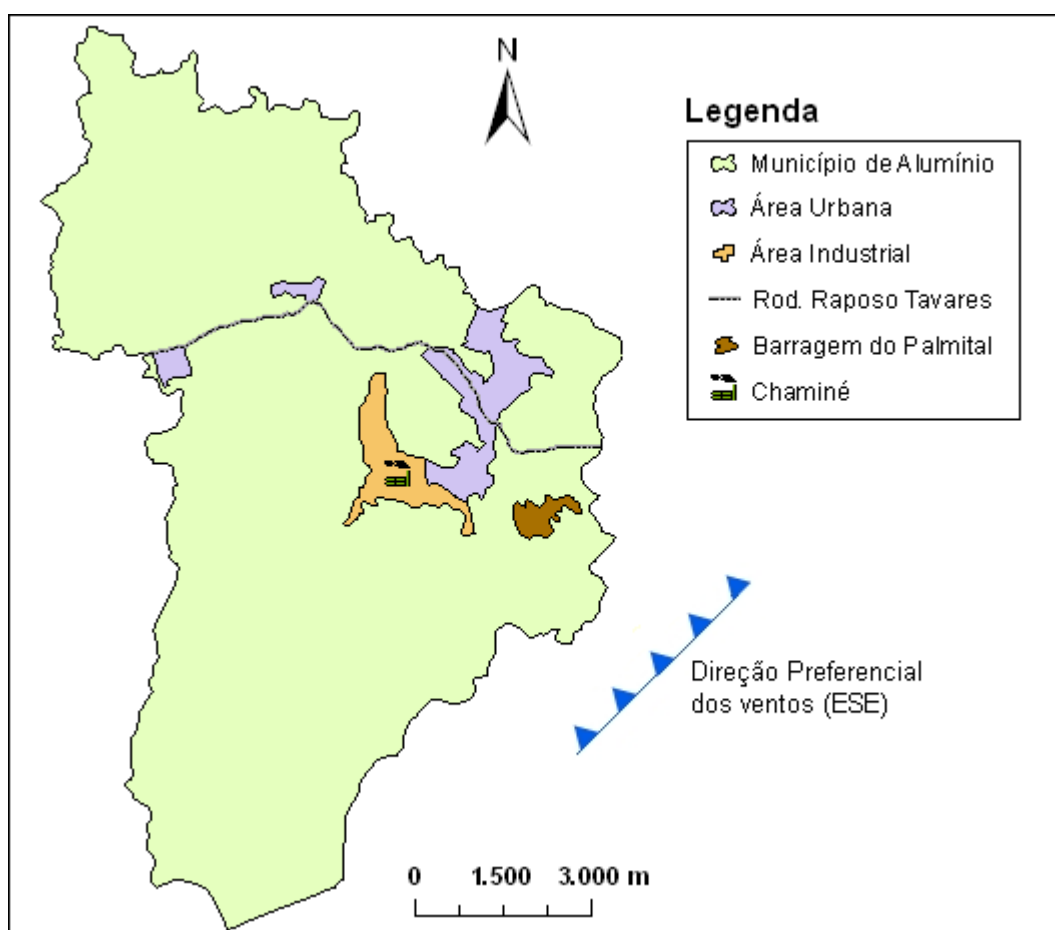 N
Legenda
Município de Alumínio
Área Urbana
Área Industrial
Rod. Raposo Tavares
Barragem do Palmital
Chaminé
Direção Preferencial
dos ventos (ESE)
0 1.500 3.000 m